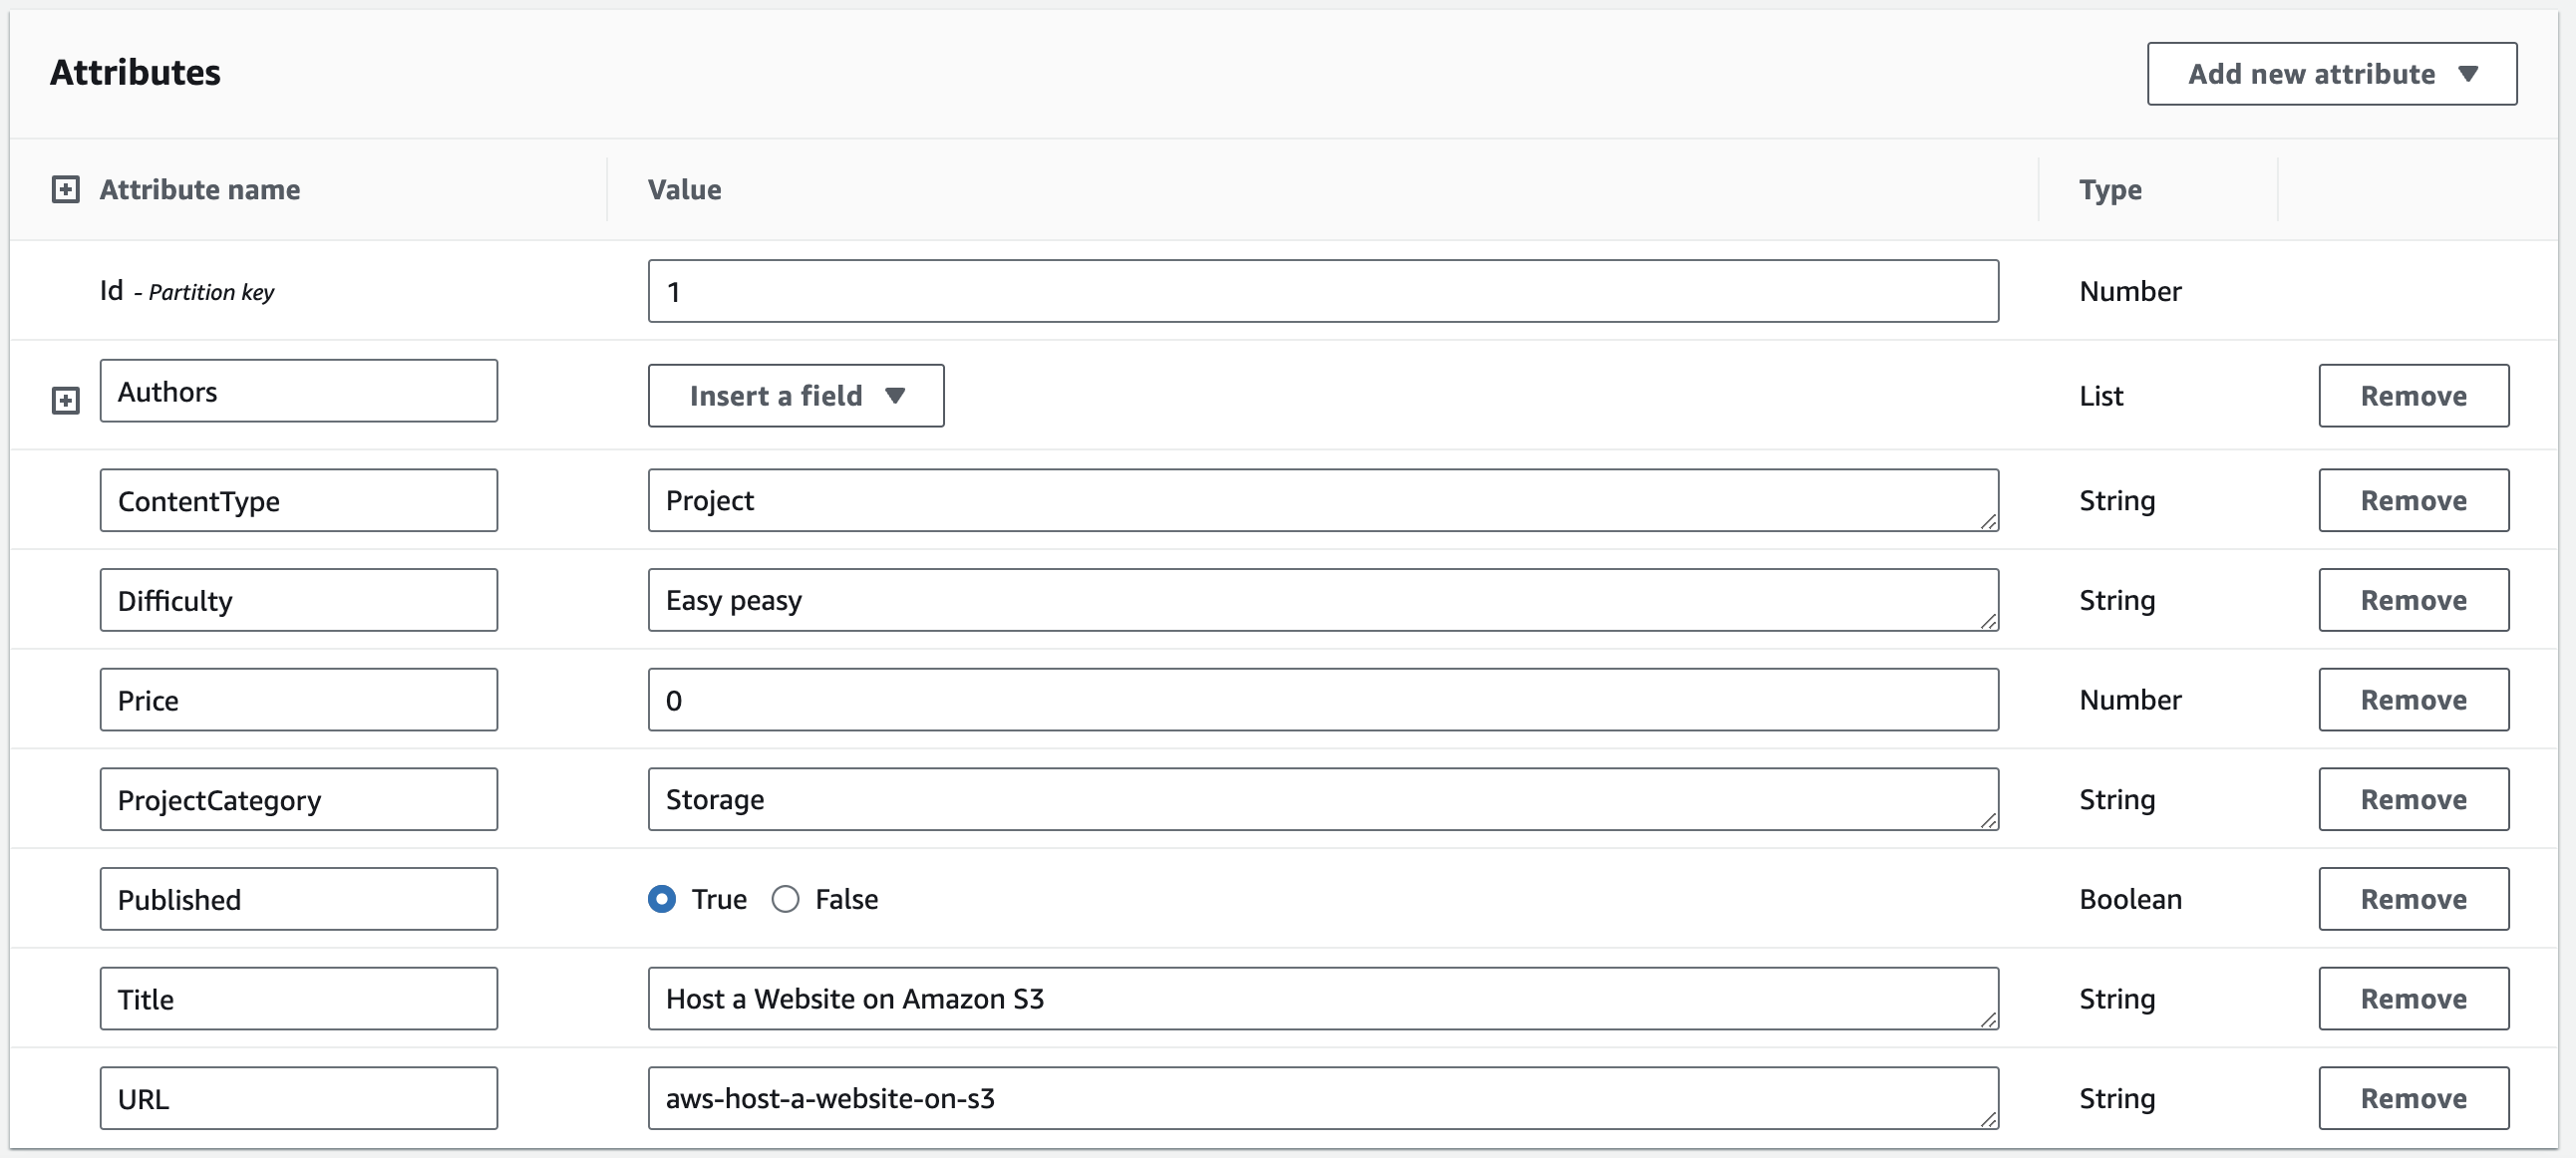 Attributes
Add new attribute
Attribute name Value Type
Id - Partition key 1 Number
Authors Insert a field List Remove
ContentType Project String Remove
Difficulty Easy peasy String Remove
Price 0 Number Remove
ProjectCategory Storage String Remove
Published True False Boolean Remove
Title Host a Website on Amazon S3 String Remove
URL aws-host-a-website-on-s3 String Remove